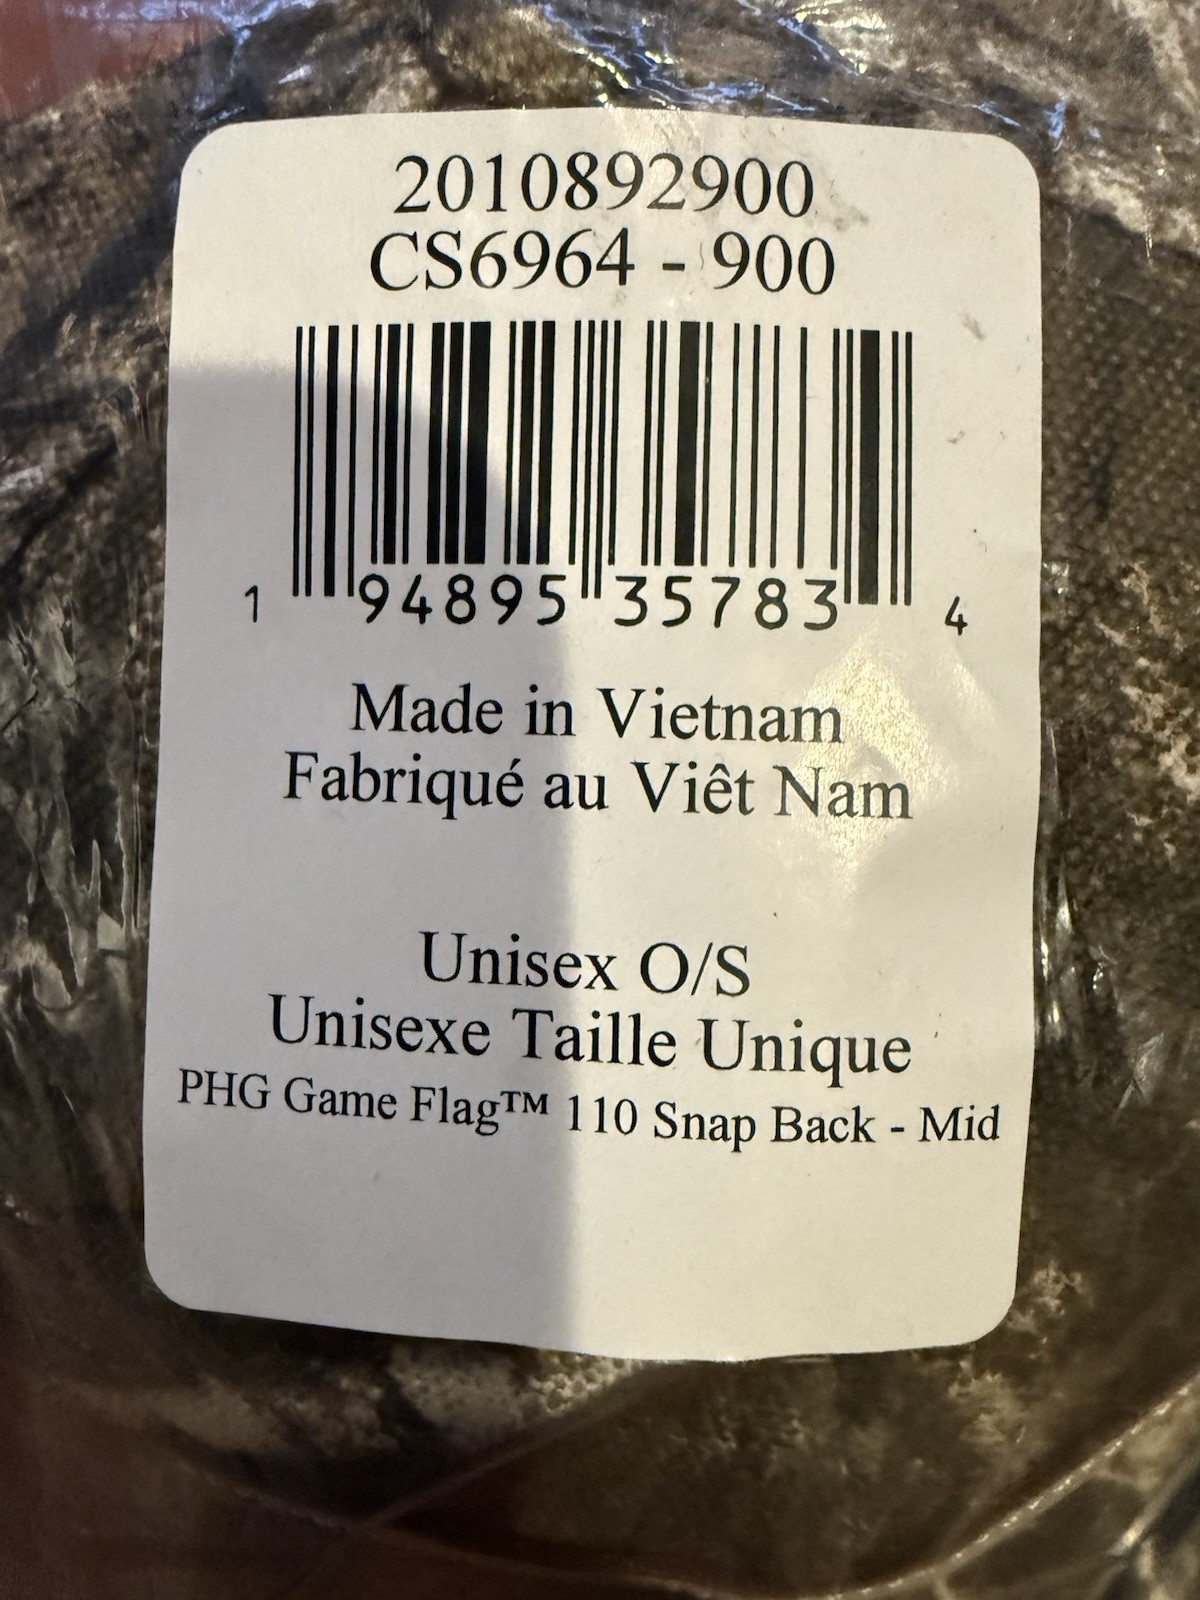 2010892900
CS6964 - 900
1 94895 35783 4
Made in Vietnam
Fabriqué au Viêt Nam
Unisex O/S
Unisexe Taille Unique
PHG Game Flag™ 110 Snap Back - Mid